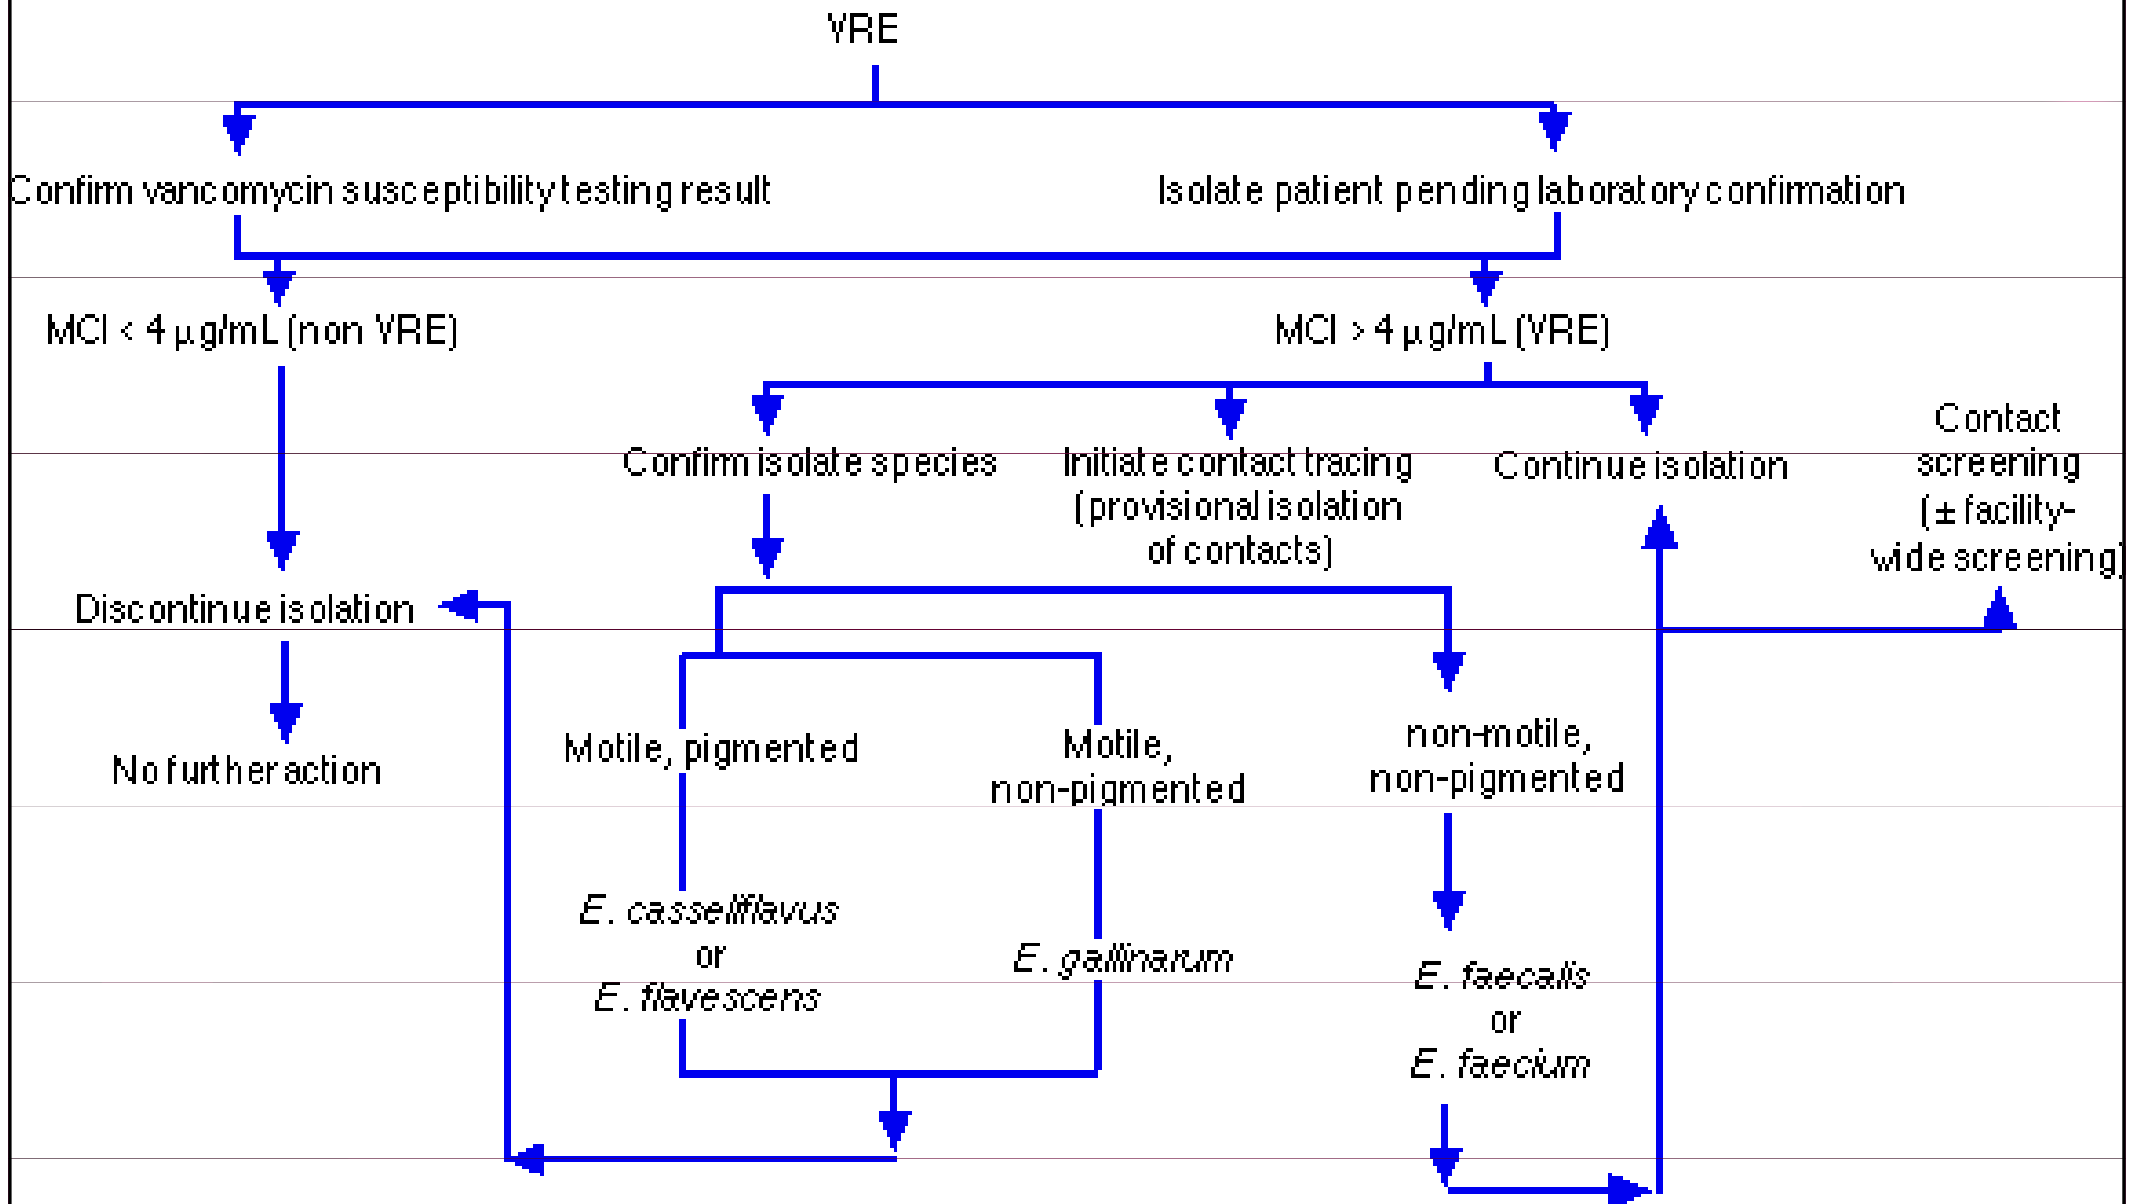 VRE
Confirm vancomycin susceptibility testing result
Isolate patient pending laboratory confirmation
MCI < 4 µg/mL (non VRE)
MCI > 4 µg/mL (VRE)
Confirm isolate species
Initiate contact tracing
(provisional isolation
of contacts)
Continue isolation
Contact
screening
(± facility-
wide screening)
Discontinue isolation
No further action
Motile, pigmented
Motile,
non-pigmented
non-motile,
non-pigmented
E. casseliflavus
or
E. flavescens
E. gallinarum
E. faecalis
or
E. faecium